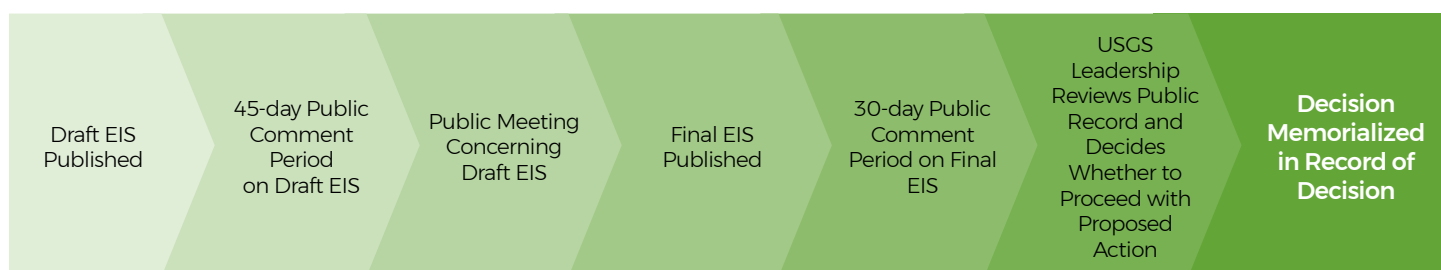 Draft EIS
Published
45-day Public
Comment
Period
on Draft EIS
Public Meeting
Concerning
Draft EIS
Final EIS
Published
30-day Public
Comment
Period on Final
EIS
USGS
Leadership
Reviews Public
Record and
Decides
Whether to
Proceed with
Proposed
Action
Decision
Memorialized
in Record of
Decision